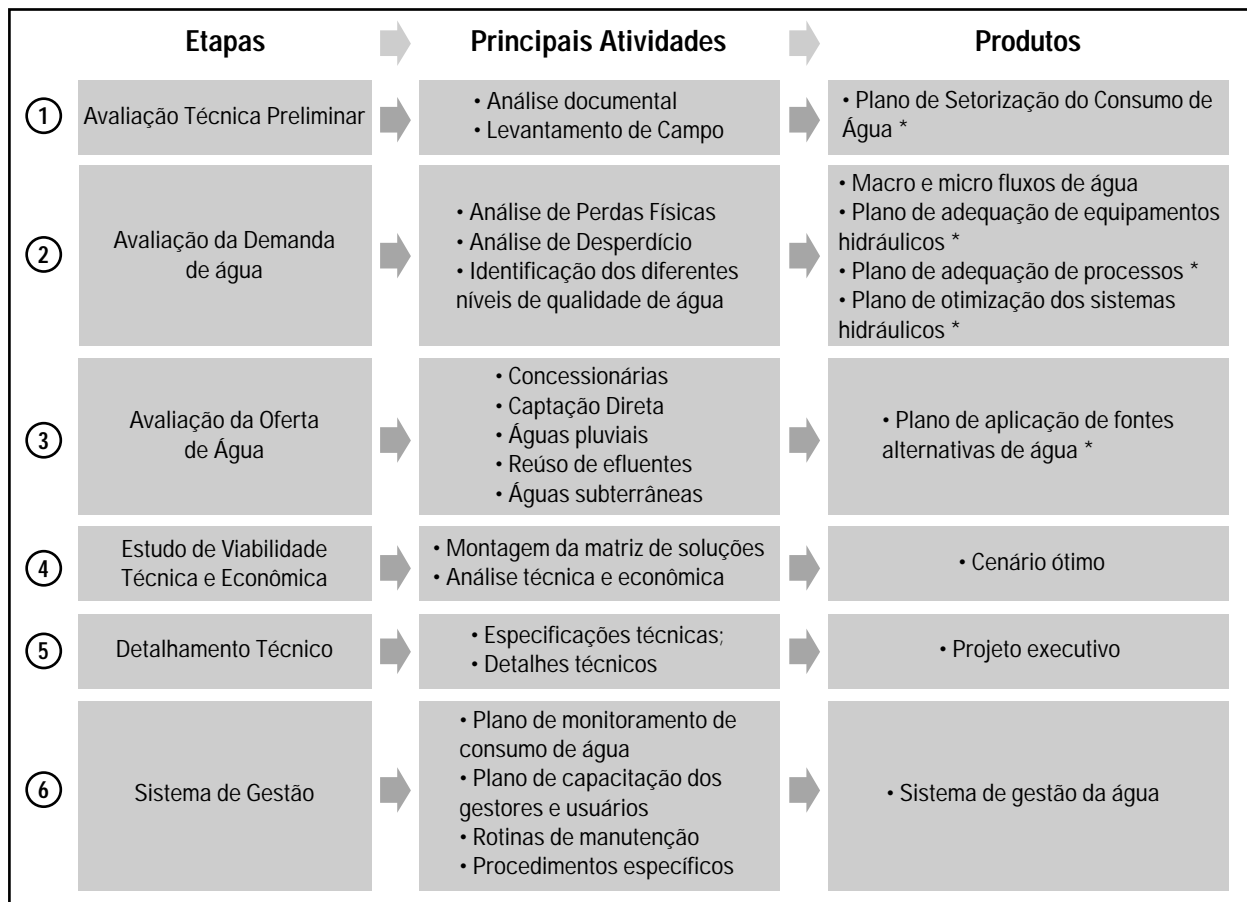 Etapas
Principais Atividades
Produtos
1
Avaliação Técnica Preliminar
• Análise documental
• Levantamento de Campo
• Plano de Setorização do Consumo de
Água *
2
Avaliação da Demanda
de água
• Análise de Perdas Físicas
• Análise de Desperdício
• Identificação dos diferentes
níveis de qualidade de água
• Macro e micro fluxos de água
• Plano de adequação de equipamentos
hidráulicos *
• Plano de adequação de processos *
• Plano de otimização dos sistemas
hidráulicos *
3
Avaliação da Oferta
de Água
• Concessionárias
• Captação Direta
• Águas pluviais
• Reúso de efluentes
• Águas subterrâneas
• Plano de aplicação de fontes
alternativas de água *
4
Estudo de Viabilidade
Técnica e Econômica
• Montagem da matriz de soluções
• Análise técnica e econômica
• Cenário ótimo
5
Detalhamento Técnico
• Especificações técnicas;
• Detalhes técnicos
• Projeto executivo
6
Sistema de Gestão
• Plano de monitoramento de
consumo de água
• Plano de capacitação dos
gestores e usuários
• Rotinas de manutenção
• Procedimentos específicos
• Sistema de gestão da água